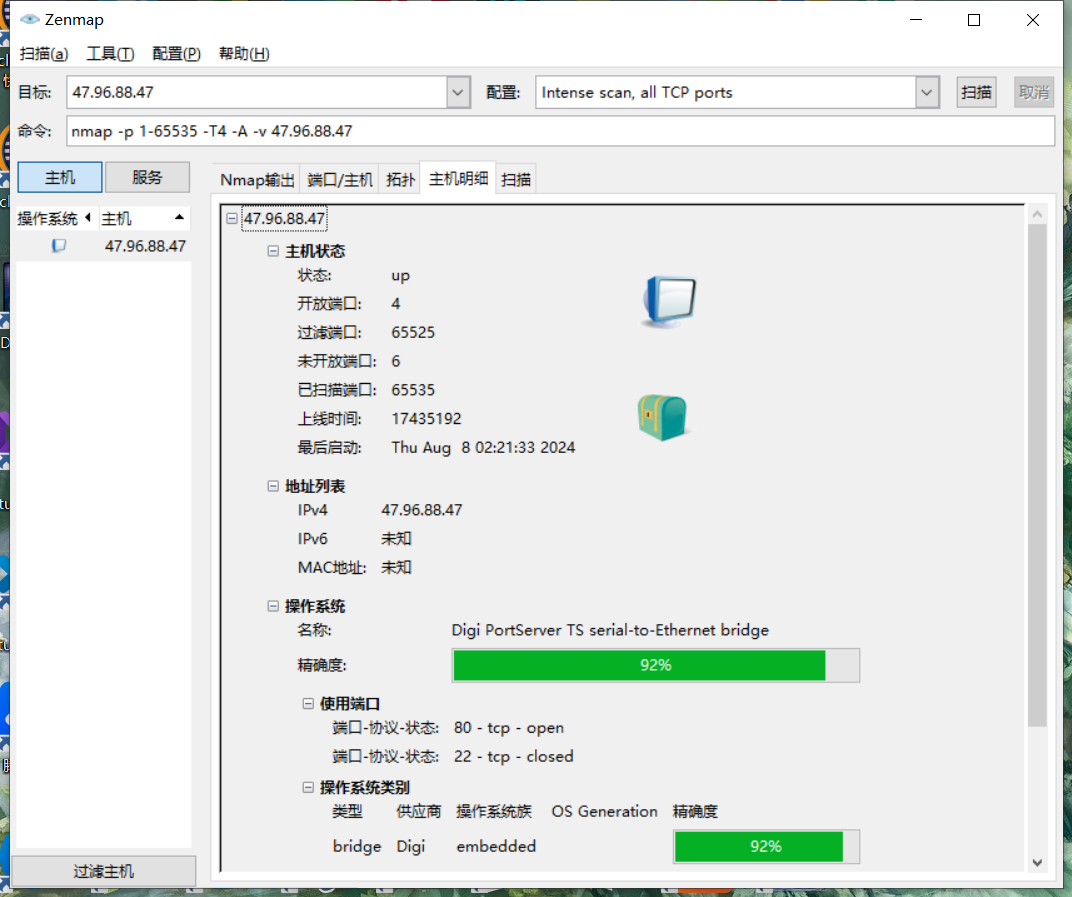 Zenmap
扫描(a) 工具(T) 配置(P) 帮助(H)
目标: 47.96.88.47 配置: Intense scan, all TCP ports 扫描 取消
命令: nmap -p 1-65535 -T4 -A -v 47.96.88.47
主机 服务
操作系统 主机
47.96.88.47
过滤主机
Nmap输出 端口/主机 拓扑 主机明细 扫描
47.96.88.47
主机状态
状态: up
开放端口: 4
过滤端口: 65525
未开放端口: 6
已扫描端口: 65535
上线时间: 17435192
最后启动: Thu Aug  8 02:21:33 2024
地址列表
IPv4 47.96.88.47
IPv6 未知
MAC地址: 未知
操作系统
名称: Digi PortServer TS serial-to-Ethernet bridge
精确度: 92%
使用端口
端口-协议-状态: 80 - tcp - open
端口-协议-状态: 22 - tcp - closed
操作系统类别
类型 供应商 操作系统族 OS Generation 精确度
bridge Digi embedded 92%